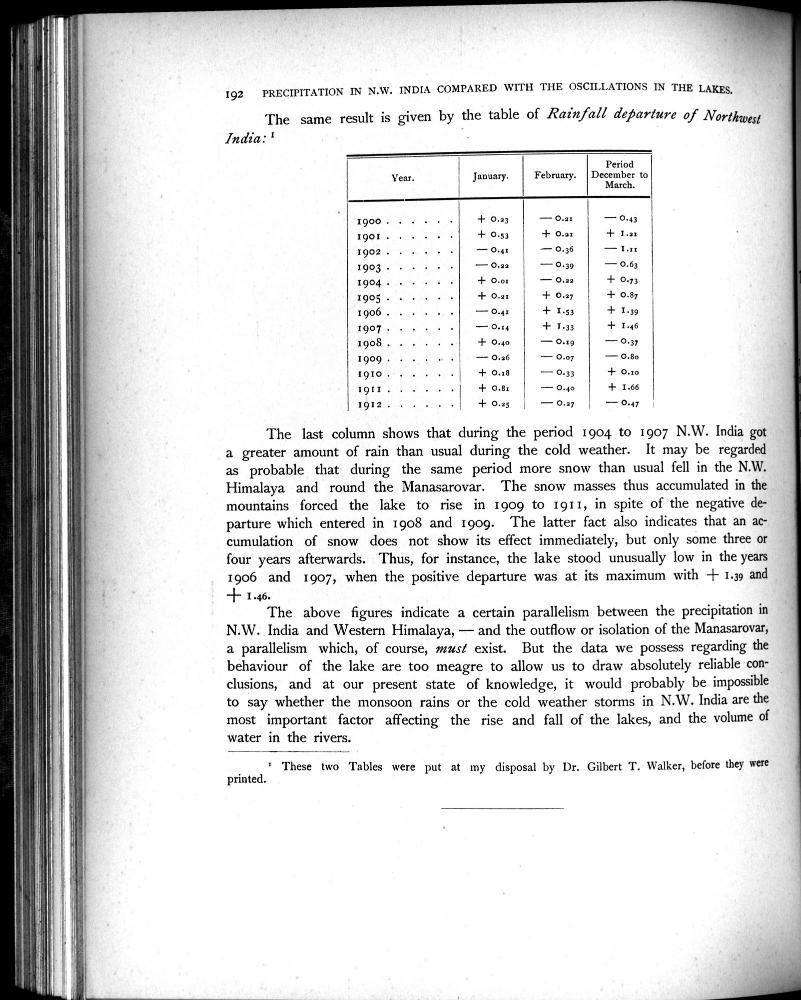 192 PRECIPITATION IN N.W. INDIA COMPARED WITH THE OSCILLATIONS IN THE LAKES.
The same result is given by the table of Rainfall departure of Northwest
India: ¹
Year. January. February. Period December to March.
1900 . . . . . . + 0.23 — 0.21 — 0.43
1901 . . . . . . + 0.53 + 0.21 + 1.21
1902 . . . . . . — 0.41 — 0.36 — 1.11
1903 . . . . . . — 0.22 — 0.39 — 0.63
1904 . . . . . . + 0.01 — 0.22 + 0.73
1905 . . . . . . + 0.21 + 0.27 + 0.87
1906 . . . . . . — 0.41 + 1.53 + 1.39
1907 . . . . . . — 0.14 + 1.33 + 1.46
1908 . . . . . . + 0.40 — 0.19 — 0.37
1909 . . . . . . — 0.26 — 0.07 — 0.80
1910 . . . . . . + 0.18 — 0.33 + 0.10
1911 . . . . . . + 0.81 — 0.40 + 1.66
1912 . . . . . . + 0.25 — 0.27 — 0.47
The last column shows that during the period 1904 to 1907 N.W. India got
a greater amount of rain than usual during the cold weather. It may be regarded
as probable that during the same period more snow than usual fell in the N.W.
Himalaya and round the Manasarovar. The snow masses thus accumulated in the
mountains forced the lake to rise in 1909 to 1911, in spite of the negative de-
parture which entered in 1908 and 1909. The latter fact also indicates that an ac-
cumulation of snow does not show its effect immediately, but only some three or
four years afterwards. Thus, for instance, the lake stood unusually low in the years
1906 and 1907, when the positive departure was at its maximum with + 1.39 and
+ 1.46.
The above figures indicate a certain parallelism between the precipitation in
N.W. India and Western Himalaya, — and the outflow or isolation of the Manasarovar,
a parallelism which, of course, must exist. But the data we possess regarding the
behaviour of the lake are too meagre to allow us to draw absolutely reliable con-
clusions, and at our present state of knowledge, it would probably be impossible
to say whether the monsoon rains or the cold weather storms in N.W. India are the
most important factor affecting the rise and fall of the lakes, and the volume of
water in the rivers.
¹ These two Tables were put at my disposal by Dr. Gilbert T. Walker, before they were
printed.